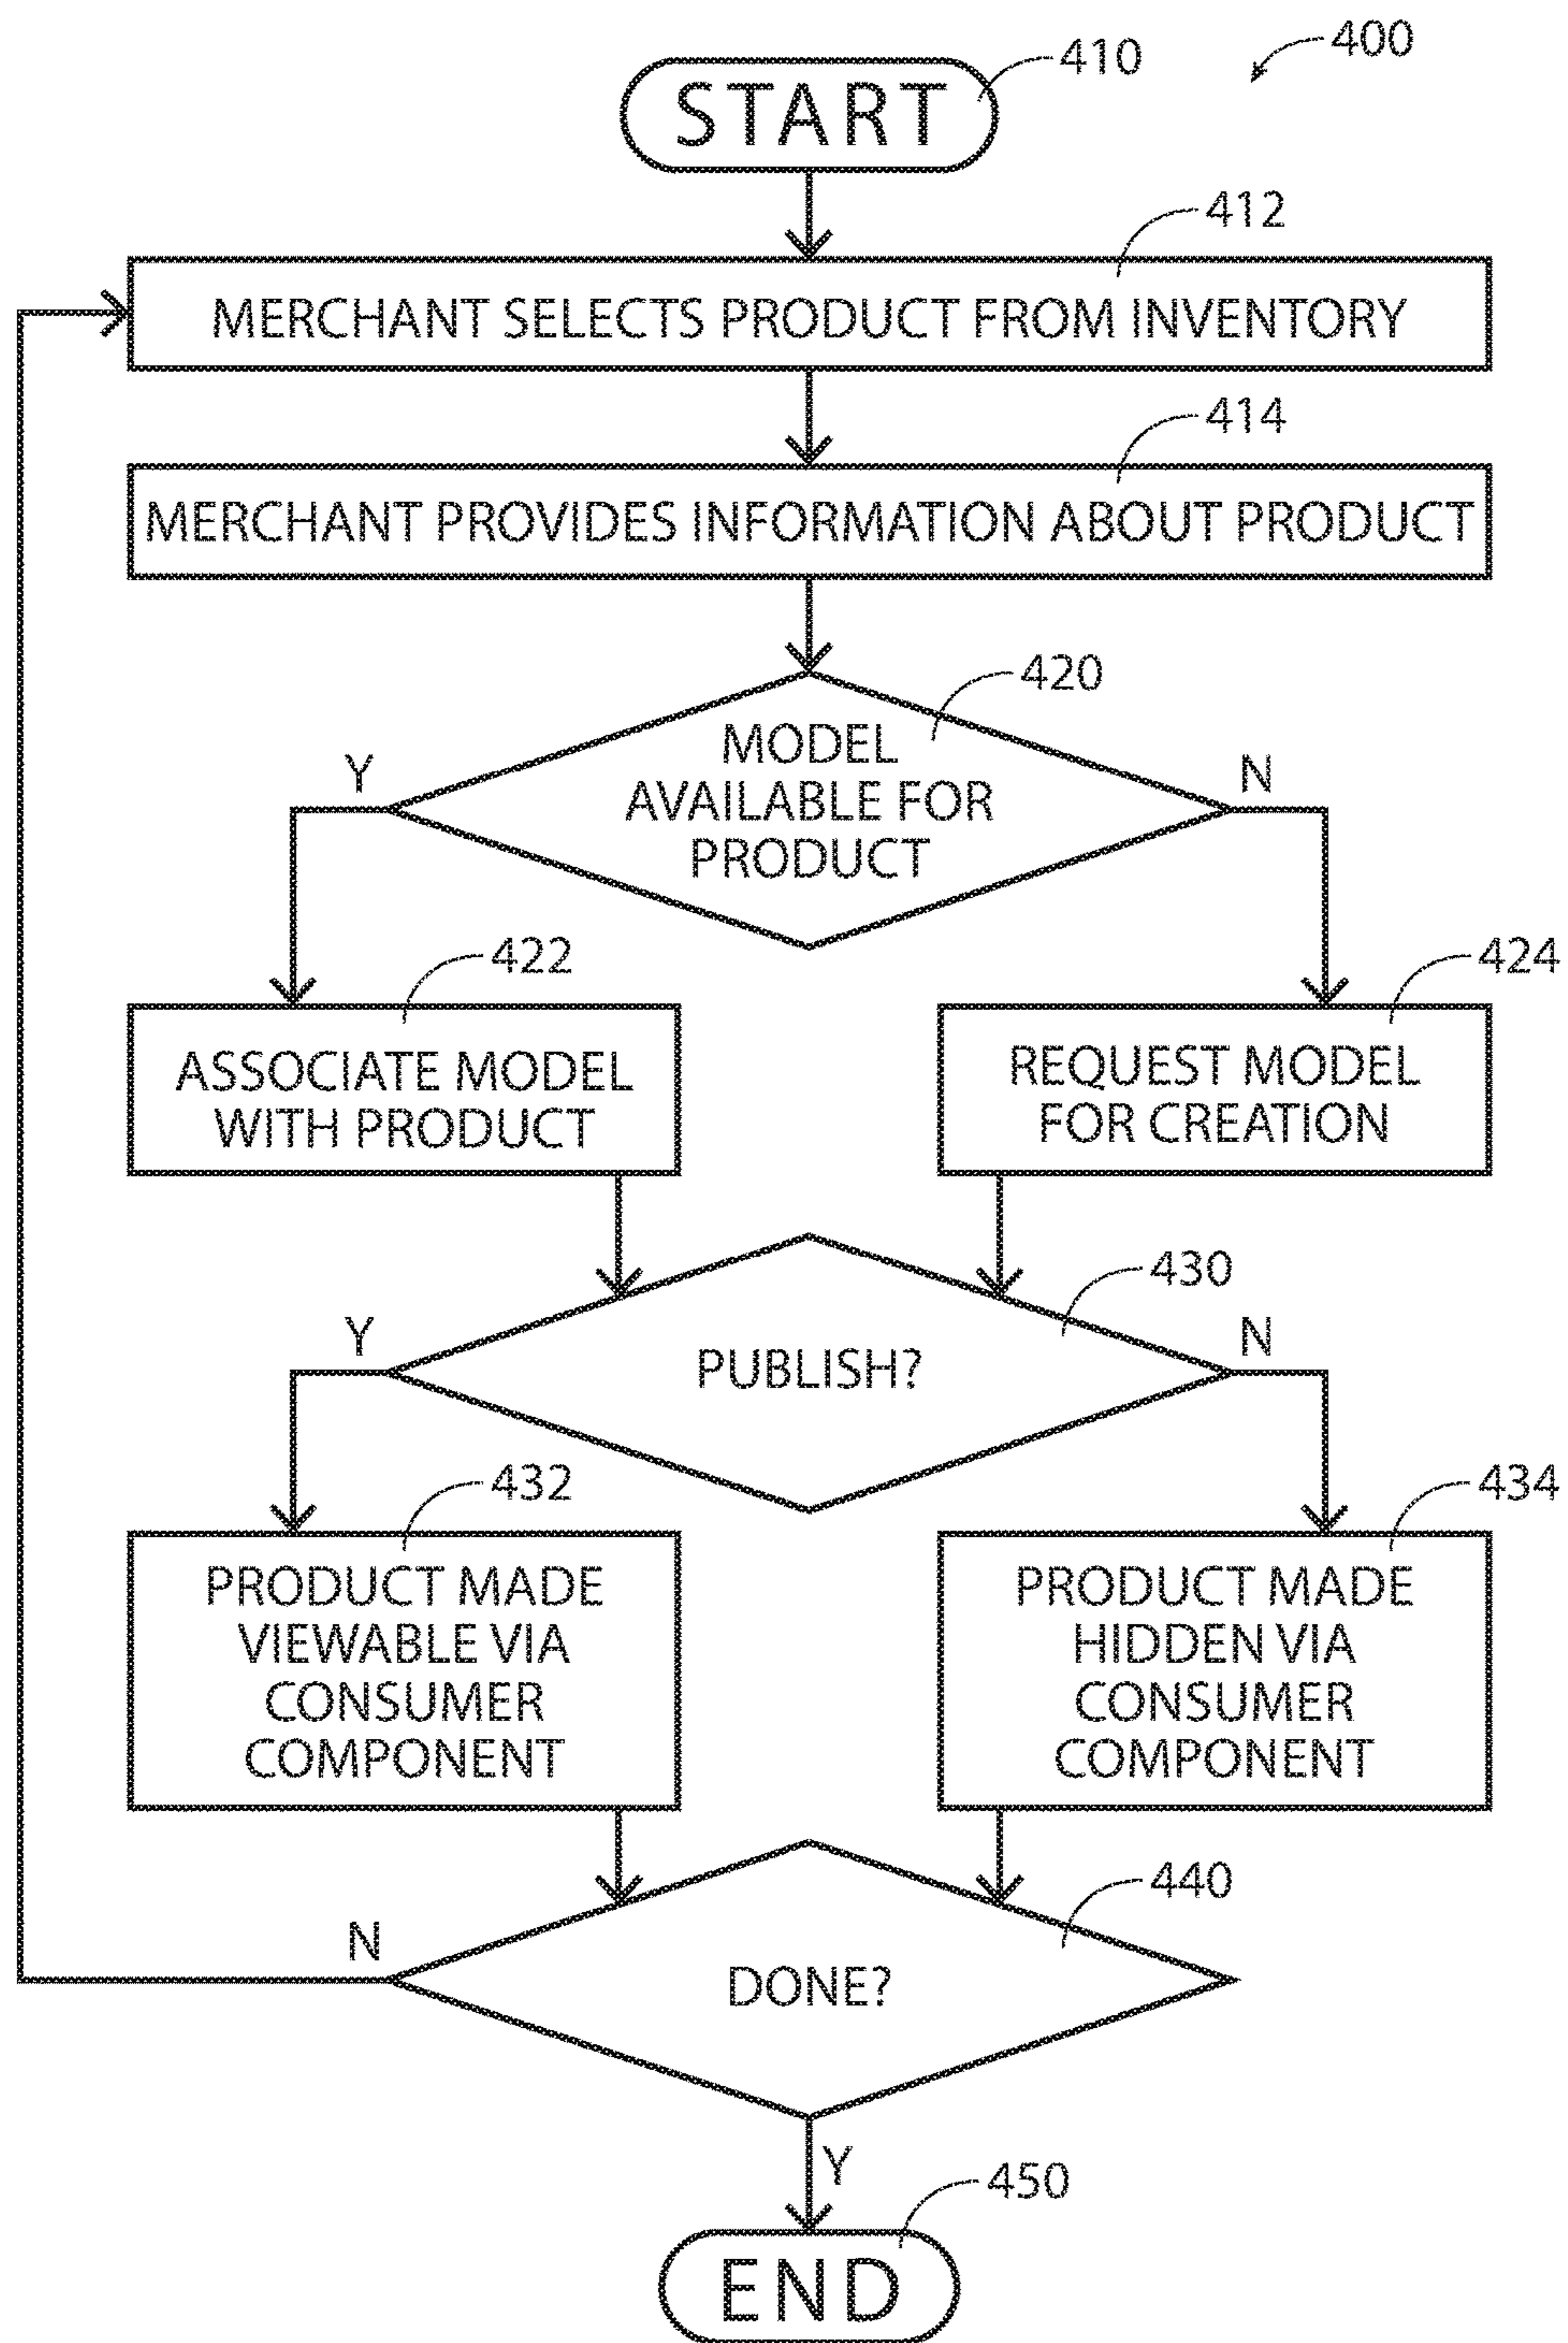 400
410
START
412
MERCHANT SELECTS PRODUCT FROM INVENTORY
414
MERCHANT PROVIDES INFORMATION ABOUT PRODUCT
420
MODEL
AVAILABLE FOR
PRODUCT
Y
N
422
ASSOCIATE MODEL
WITH PRODUCT
424
REQUEST MODEL
FOR CREATION
430
PUBLISH?
Y
N
432
PRODUCT MADE
VIEWABLE VIA
CONSUMER
COMPONENT
434
PRODUCT MADE
HIDDEN VIA
CONSUMER
COMPONENT
440
N
DONE?
Y
450
END